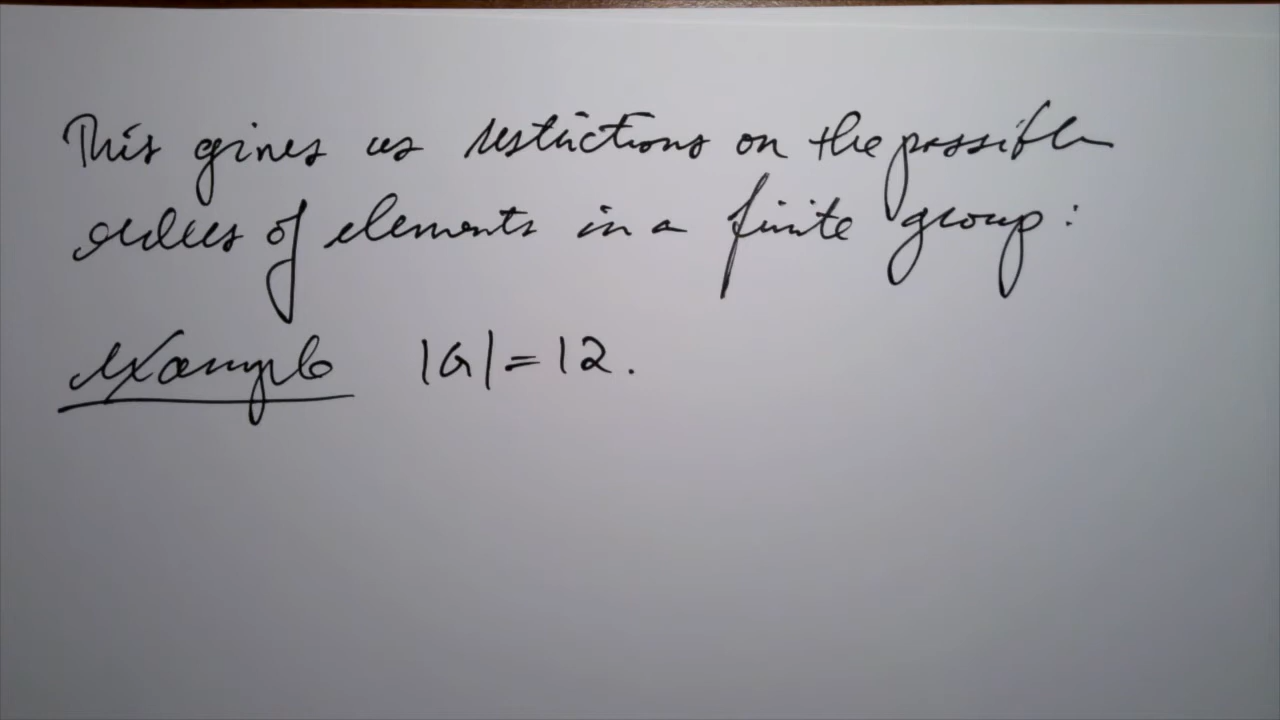 This gives us restrictions on the possible
orders of elements in a finite group:
Example |G|=12.